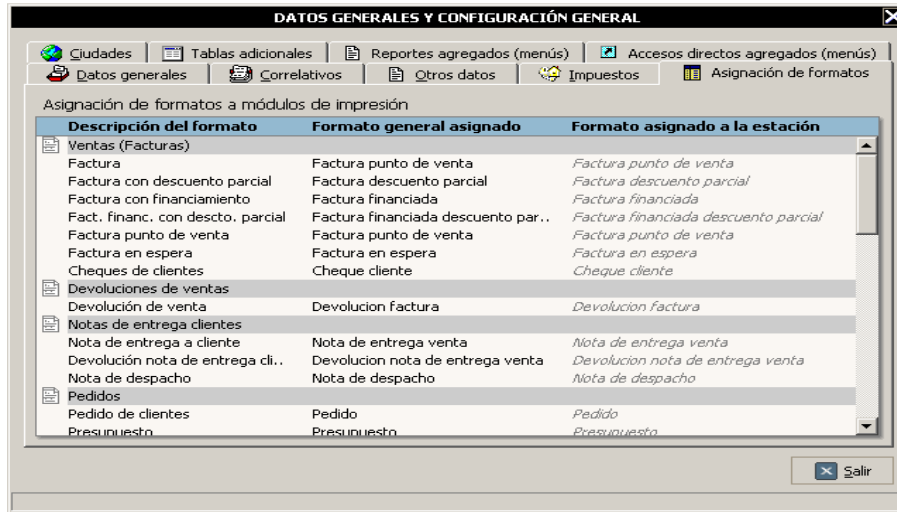 DATOS GENERALES Y CONFIGURACIÓN GENERAL
Ciudades Tablas adicionales Reportes agregados (menús) Accesos directos agregados (menús)
Datos generales Correlativos Otros datos Impuestos Asignación de formatos
Asignación de formatos a módulos de impresión
Descripción del formato Formato general asignado Formato asignado a la estación
Ventas (Facturas)
Factura Factura punto de venta Factura punto de venta
Factura con descuento parcial Factura descuento parcial Factura descuento parcial
Factura con financiamiento Factura financiada Factura financiada
Fact. financ. con descto. parcial Factura financiada descuento par.. Factura financiada descuento parcial
Factura punto de venta Factura punto de venta Factura punto de venta
Factura en espera Factura en espera Factura en espera
Cheques de clientes Cheque cliente Cheque cliente
Devoluciones de ventas
Devolución de venta Devolucion factura Devolucion factura
Notas de entrega clientes
Nota de entrega a cliente Nota de entrega venta Nota de entrega venta
Devolución nota de entrega cli.. Devolucion nota de entrega venta Devolucion nota de entrega venta
Nota de despacho Nota de despacho Nota de despacho
Pedidos
Pedido de clientes Pedido Pedido
Presupuesto Presupuesto Presupuesto
Salir